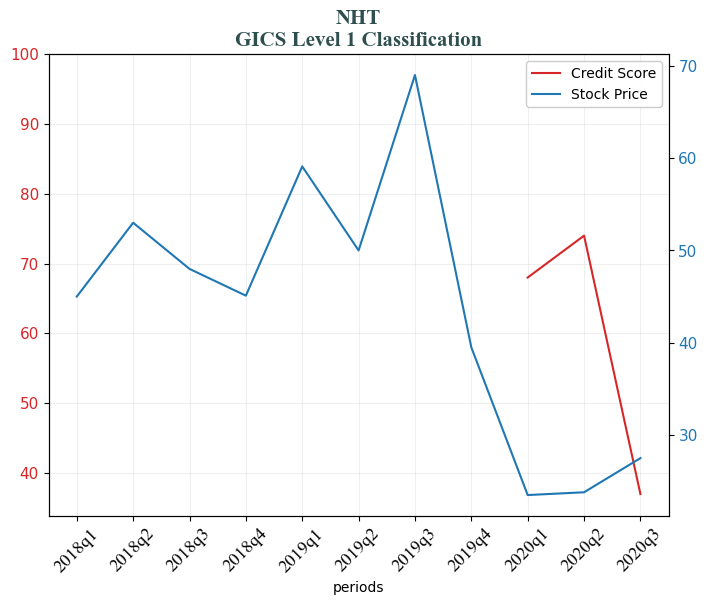 NHT
GICS Level 1 Classification
100
90
80
70
60
50
40
70
60
50
40
30
Credit Score
Stock Price
2018q1
2018q2
2018q3
2018q4
2019q1
2019q2
2019q3
2019q4
2020q1
2020q2
2020q3
periods